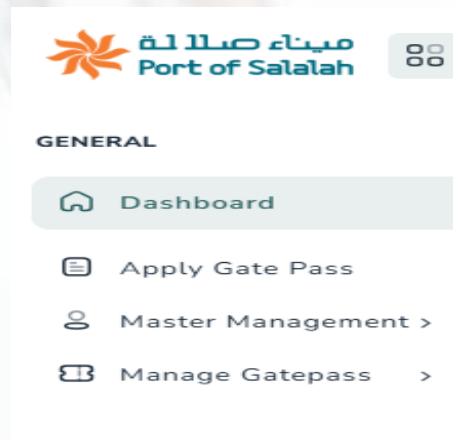 ميناء صلالة
Port of Salalah
GENERAL
Dashboard
Apply Gate Pass
Master Management >
Manage Gatepass >